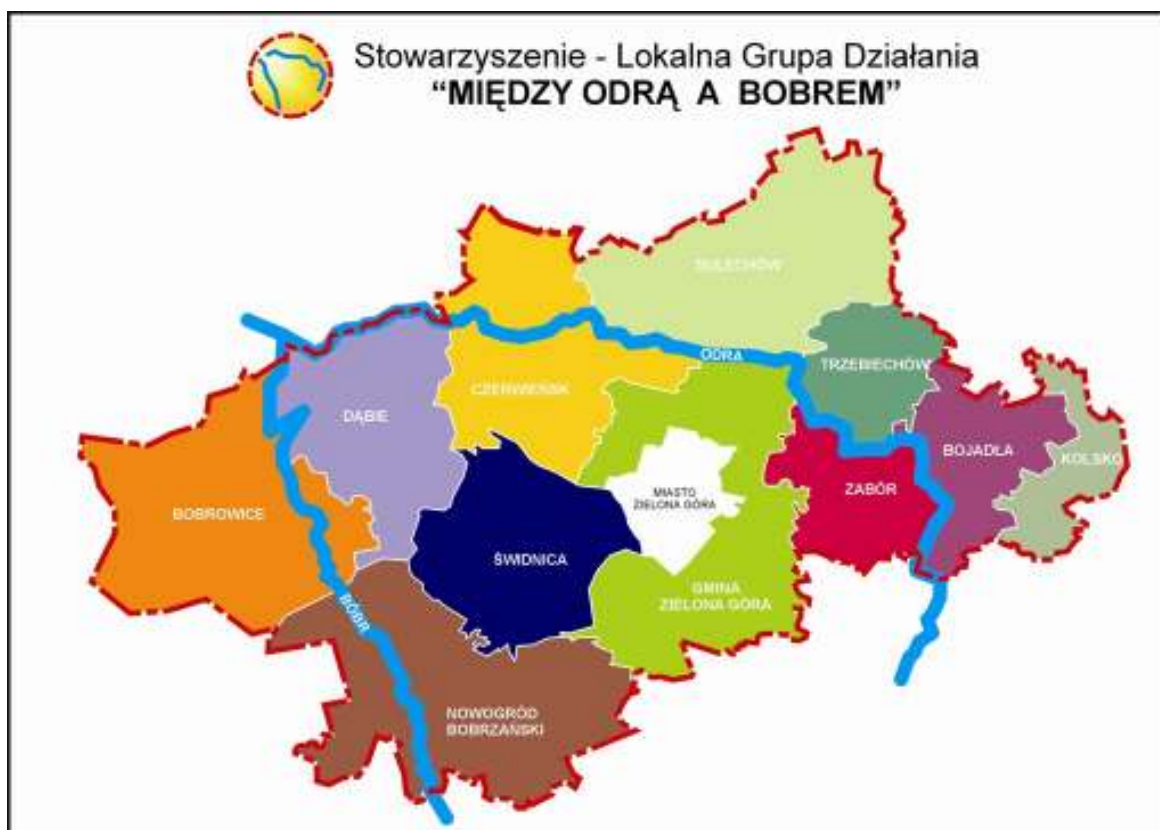 Stowarzyszenie - Lokalna Grupa Działania
“MIĘDZY ODRĄ A BOBREM”
SULECHÓW
ODRA
TRZEBIECHÓW
CZERWIEŃSK
DĄBIE
BOJADŁA
KOLSKO
ZABÓR
MIASTO
ZIELONA GÓRA
BOBROWICE
ŚWIDNICA
GMINA
ZIELONA GÓRA
BÓBR
NOWOGRÓD
BOBRZAŃSKI